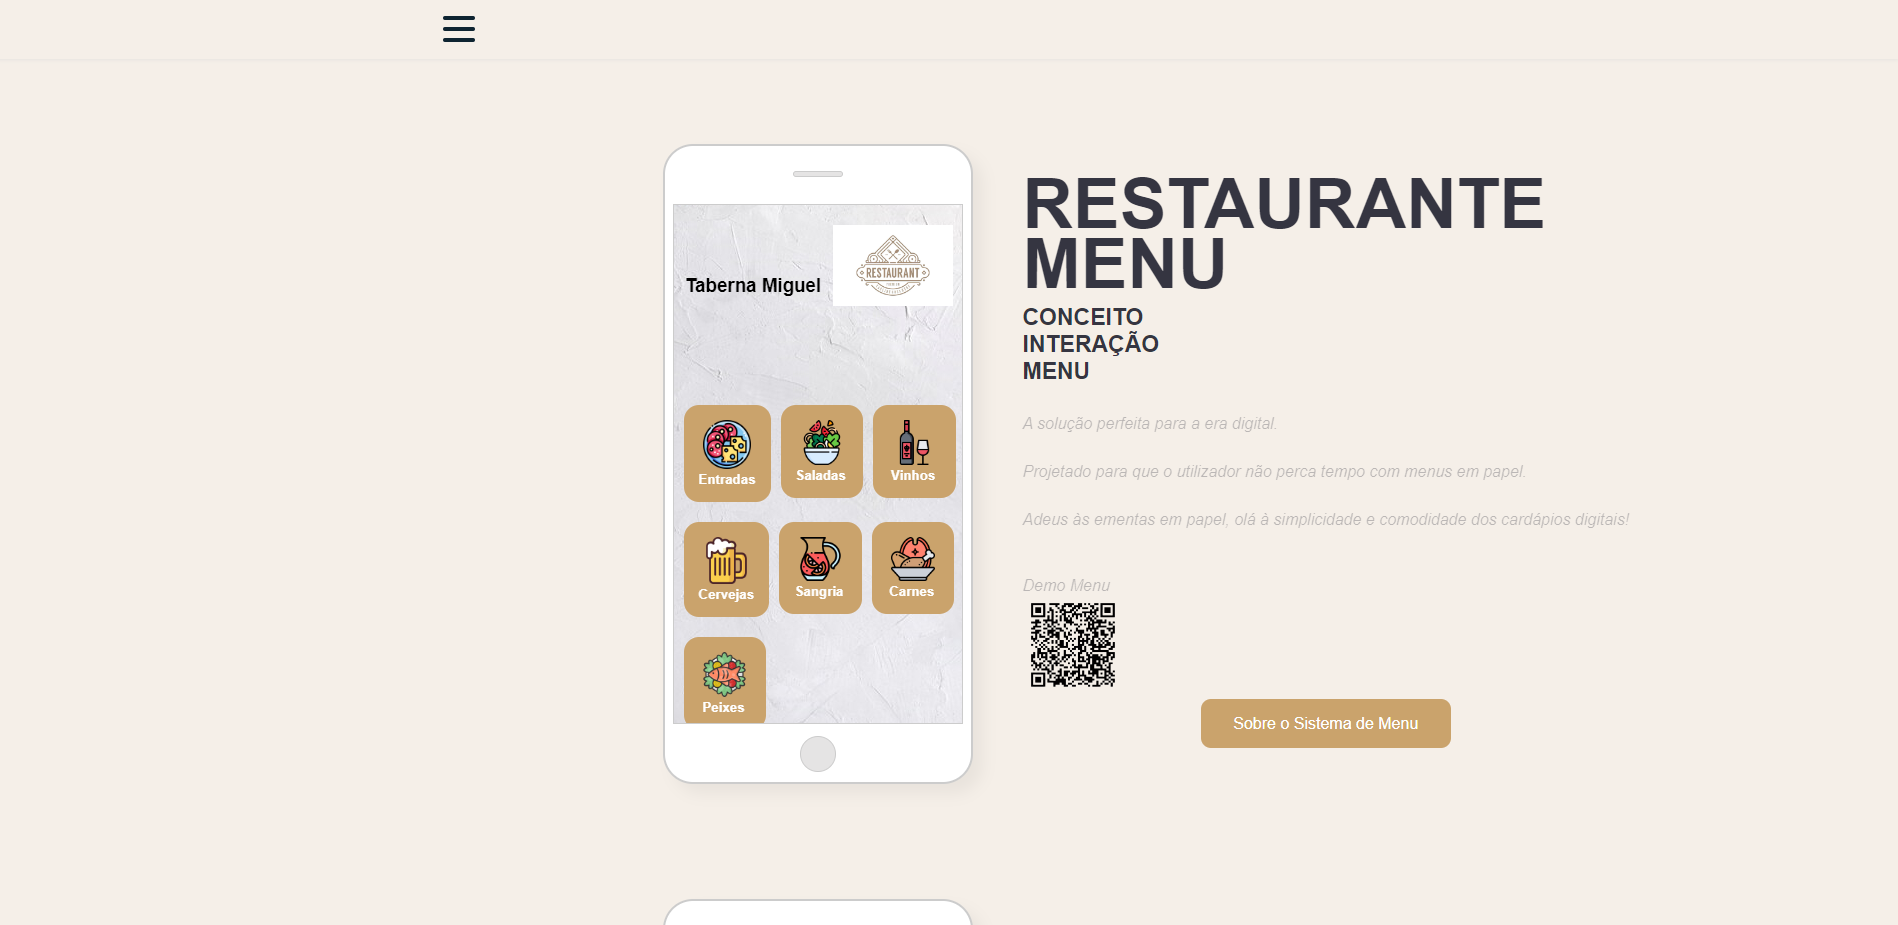 Taberna Miguel
RESTAURANT
Entradas
Saladas
Vinhos
Cervejas
Sangria
Carnes
Peixes
RESTAURANTE
MENU
CONCEITO
INTERAÇÃO
MENU
A solução perfeita para a era digital.
Projetado para que o utilizador não perca tempo com menus em papel.
Adeus às ementas em papel, olá à simplicidade e comodidade dos cardápios digitais!
Demo Menu
Sobre o Sistema de Menu